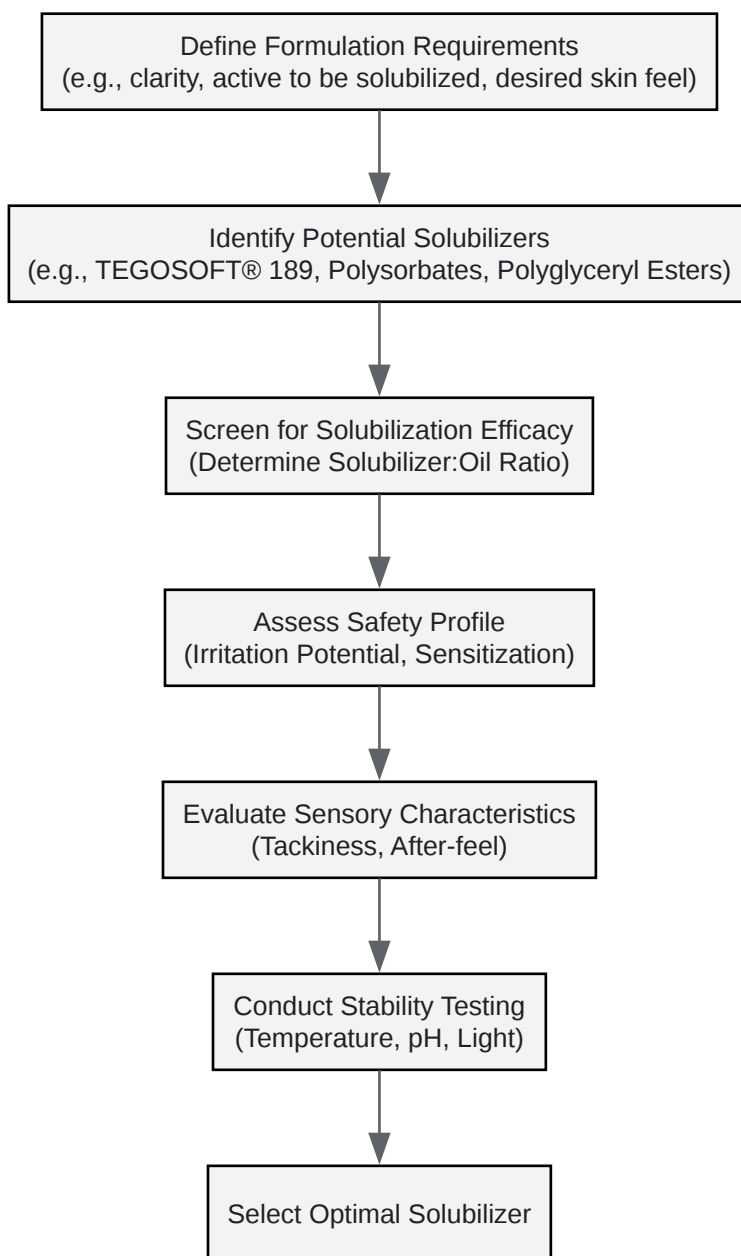 Define Formulation Requirements
(e.g., clarity, active to be solubilized, desired skin feel)
Identify Potential Solubilizers
(e.g., TEGOSOFT® 189, Polysorbates, Polyglyceryl Esters)
Screen for Solubilization Efficacy
(Determine Solubilizer:Oil Ratio)
Assess Safety Profile
(Irritation Potential, Sensitization)
Evaluate Sensory Characteristics
(Tackiness, After-feel)
Conduct Stability Testing
(Temperature, pH, Light)
Select Optimal Solubilizer